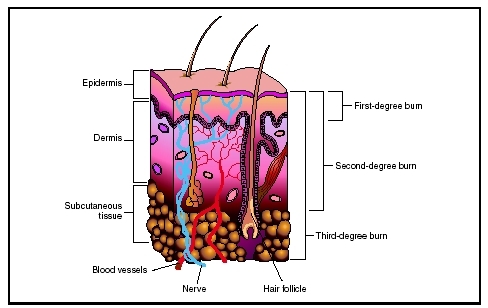 Epidermis
Dermis
Subcutaneous
tissue
Blood vessels
Nerve
Hair follicle
First-degree burn
Second-degree burn
Third-degree burn